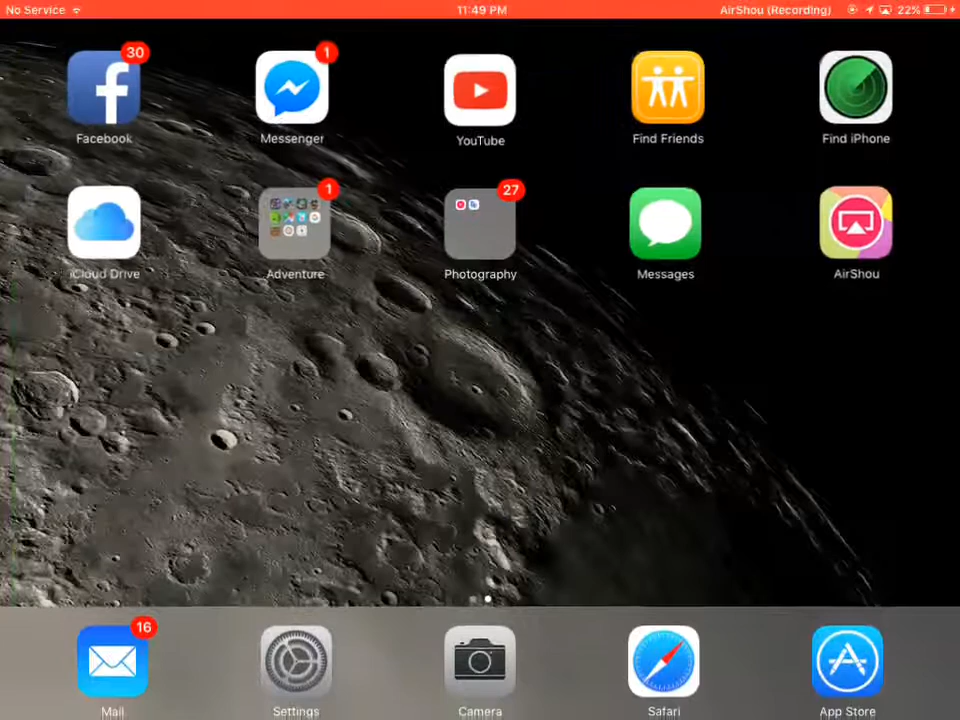 No Service 11:49 PM AirShou (Recording) 22%
30 1
Facebook Messenger YouTube Find Friends Find iPhone
1 27
iCloud Drive Adventure Photography Messages AirShou
16
Mail Settings Camera Safari App Store